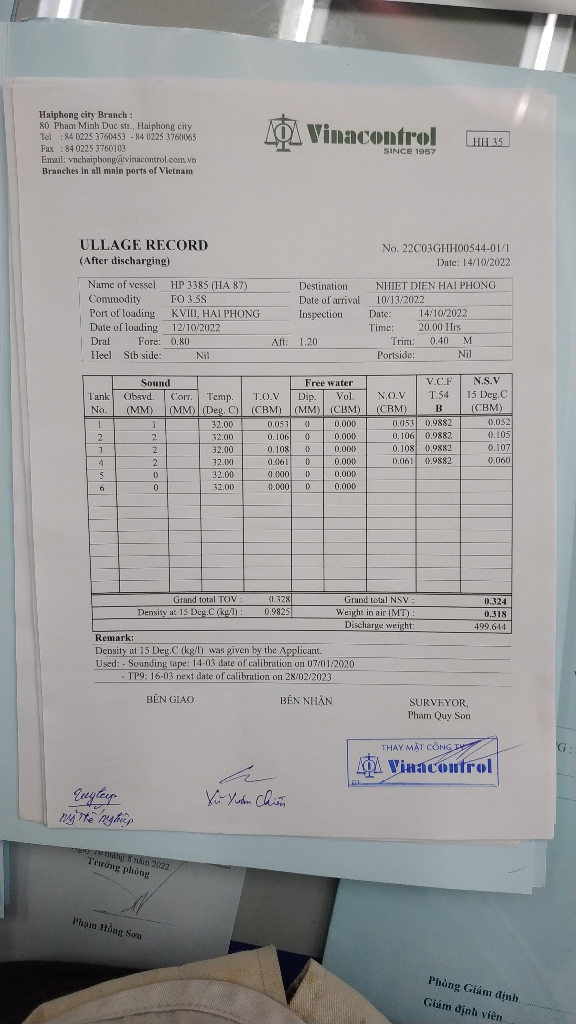 Haiphong city Branch :
80 Pham Minh Duc str., Haiphong city
Tel : 84 0225 3760453 - 84 0225 3760065
Fax : 84 0225 3760103
Email: vnchaiphong@vinacontrol.com.vn
Branches in all main ports of Vietnam
Vinacontrol
SINCE 1957
HH 35
ULLAGE RECORD
(After discharging)
No. 22C03GHH00544-01/1
Date: 14/10/2022
Name of vessel HP 3385 (HA 87) Destination NHIET DIEN HAI PHONG
Commodity FO 3.5S Date of arrival 10/13/2022
Port of loading KVIII, HAI PHONG Inspection Date: 14/10/2022
Date of loading 12/10/2022 Time: 20.00 Hrs
Draf Fore: 0.80 Aft: 1.20 Trim: 0.40 M
Heel Stb side: Nil Portside: Nil
Sound Free water V.C.F N.S.V
Tank Obsvd. Corr. Temp. T.O.V Dip. Vol. N.O.V T.54 15 Deg.C
No. (MM) (MM) (Deg. C) (CBM) (MM) (CBM) (CBM) B (CBM)
1 1 32.00 0.053 0 0.000 0.053 0.9882 0.052
2 2 32.00 0.106 0 0.000 0.106 0.9882 0.105
3 2 32.00 0.108 0 0.000 0.108 0.9882 0.107
4 2 32.00 0.061 0 0.000 0.061 0.9882 0.060
5 0 32.00 0.000 0 0.000
6 0 32.00 0.000 0 0.000
Grand total TOV : 0.328 Grand total NSV : 0.324
Density at 15 Deg.C (kg/l) : 0.9825 Weight in air (MT) : 0.318
Discharge weight: 499.644
Remark:
Density at 15 Deg.C (kg/l) was given by the Applicant.
Used: - Sounding tape: 14-03 date of calibration on 07/01/2020
- TP9: 16-03 next date of calibration on 28/02/2023
BÊN GIAO BÊN NHẬN SURVEYOR,
Pham Quy Son
THAY MẶT CÔNG TY
Vinacontrol
Vũ Xuân Chiến
Trưởng phòng
Phạm Hồng Sơn
Phòng Giám định
Giám định viên